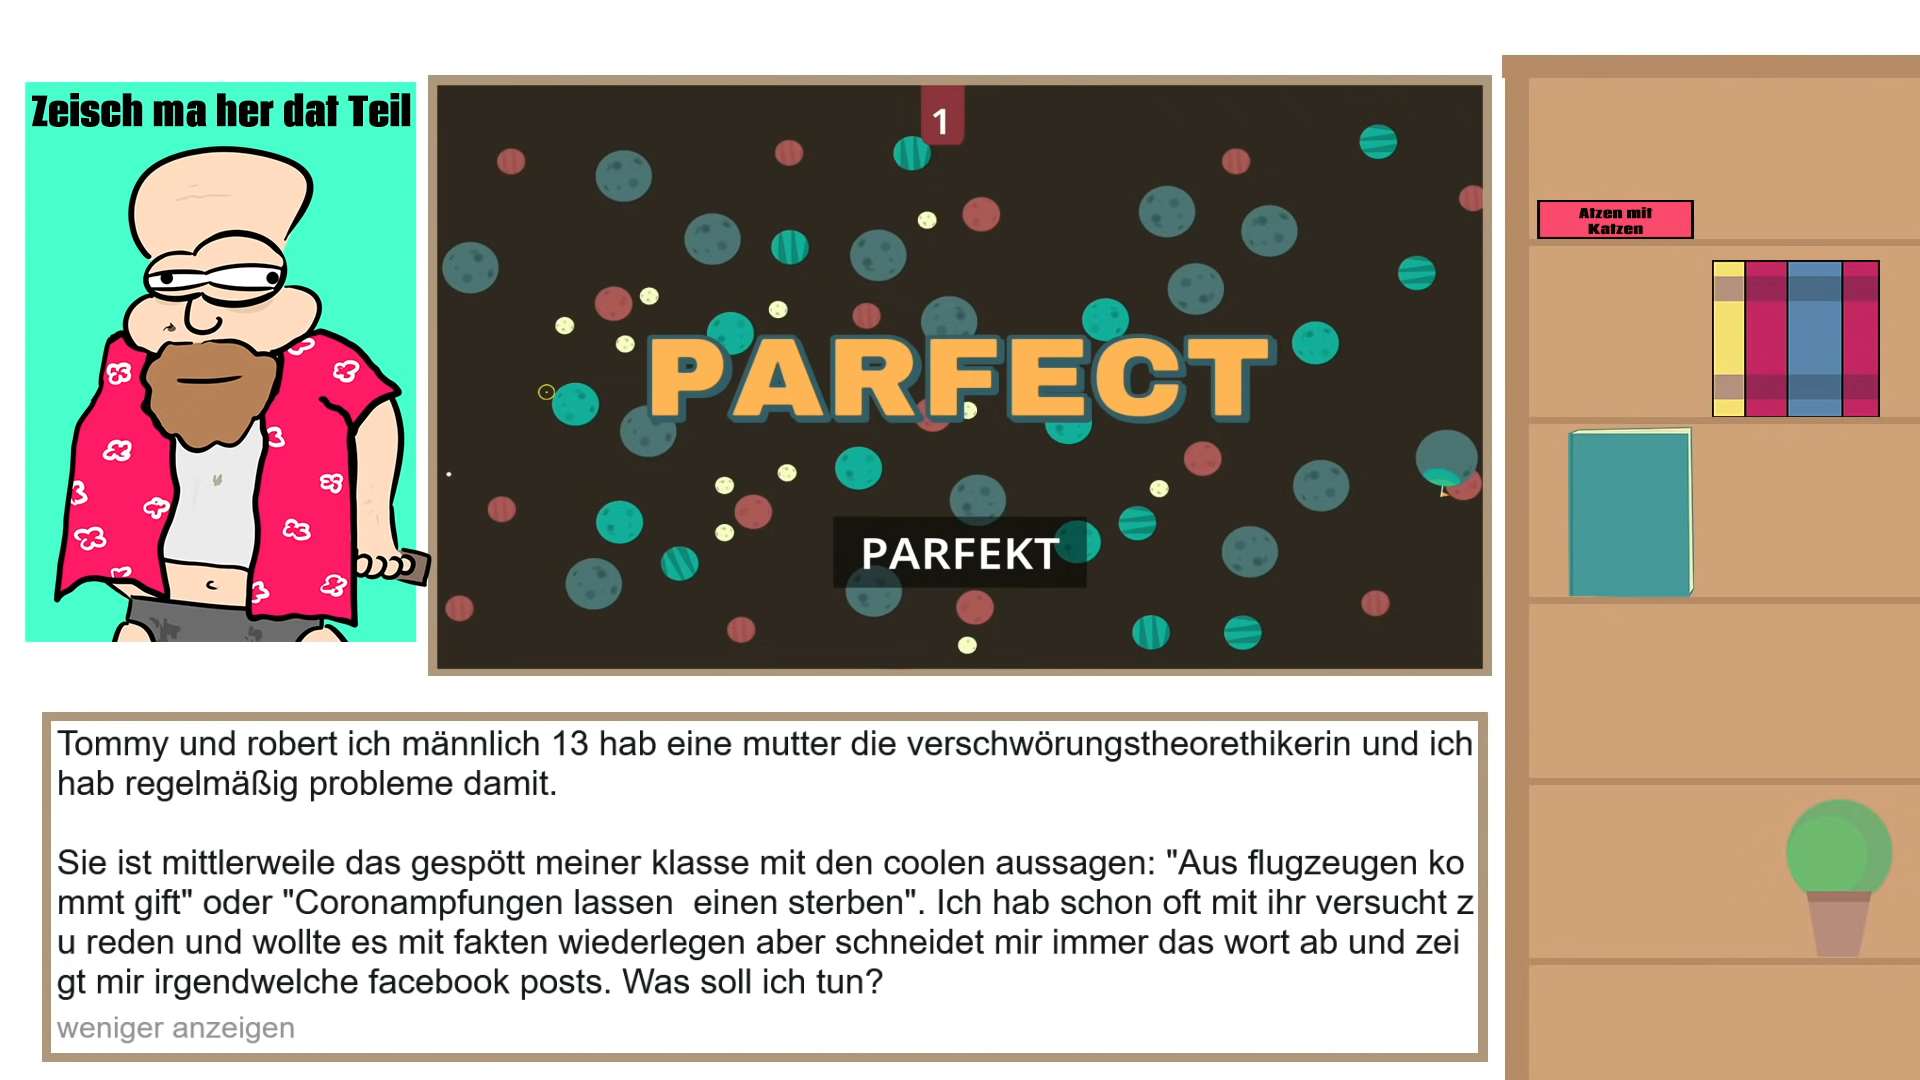 Zeisch ma her dat Teil
1
PARFECT
PARFEKT
Atzen mit
Katzen
Tommy und robert ich männlich 13 hab eine mutter die verschwörungstheorethikerin und ich
hab regelmäßig probleme damit.
Sie ist mittlerweile das gespött meiner klasse mit den coolen aussagen: "Aus flugzeugen ko
mmt gift" oder "Coronampfungen lassen  einen sterben". Ich hab schon oft mit ihr versucht z
u reden und wollte es mit fakten wiederlegen aber schneidet mir immer das wort ab und zei
gt mir irgendwelche facebook posts. Was soll ich tun?
weniger anzeigen